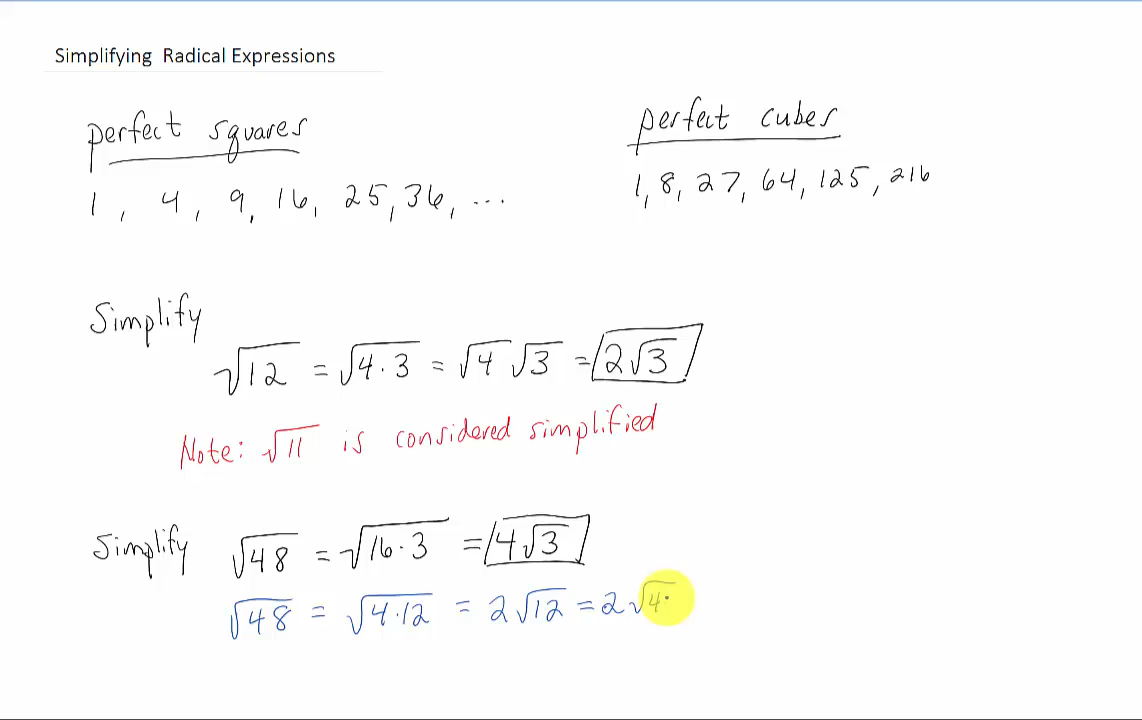 Simplifying Radical Expressions
perfect squares
1, 4, 9, 16, 25, 36, ...
perfect cubes
1, 8, 27, 64, 125, 216
Simplify
√12 = √4·3 = √4 √3 = 2√3
Note: √11 is considered simplified
Simplify √48 = √16·3 = 4√3
√48 = √4·12 = 2√12 = 2√4·